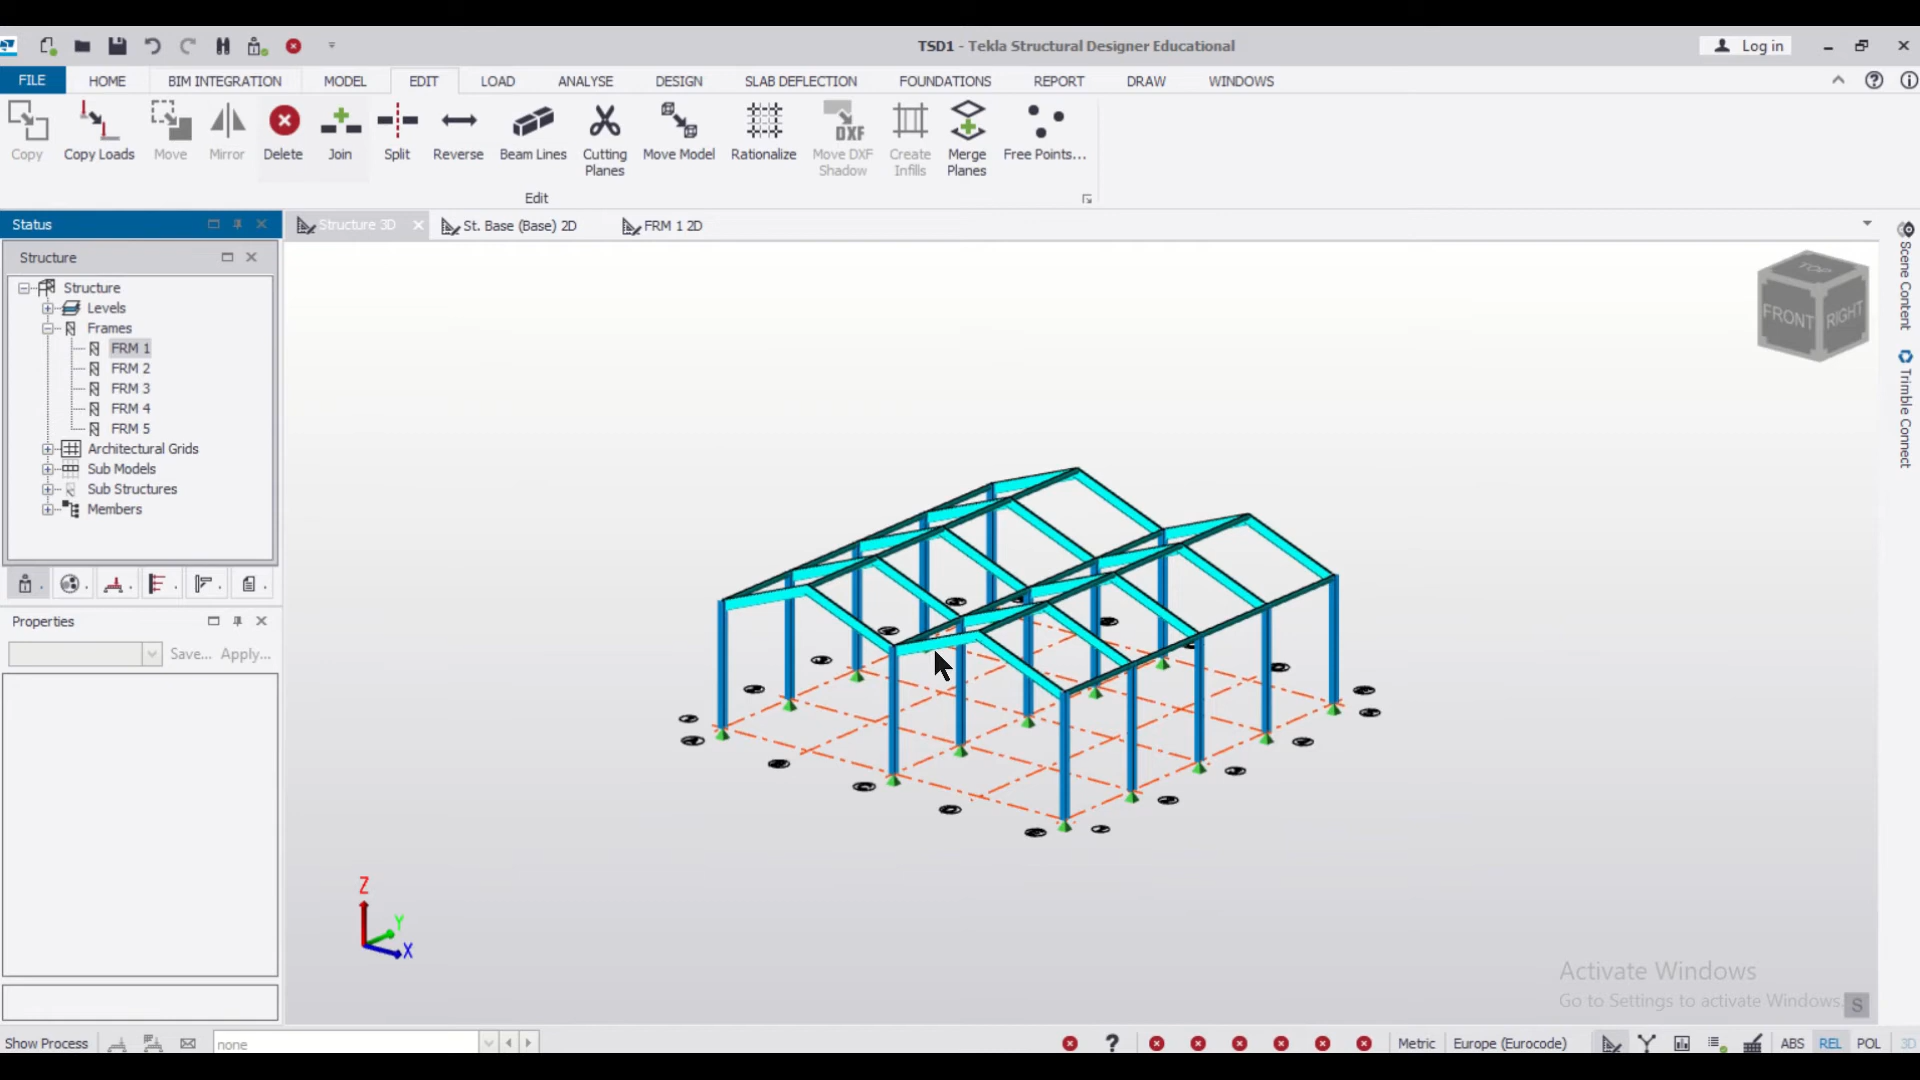 TSD1 - Tekla Structural Designer Educational
Log in
FILE HOME BIM INTEGRATION MODEL EDIT LOAD ANALYSE DESIGN SLAB DEFLECTION FOUNDATIONS REPORT DRAW WINDOWS
Copy Copy Loads Move Mirror Delete Join Split Reverse Beam Lines Cutting Planes Move Model Rationalize Move DXF Shadow Create Infills Merge Planes Free Points...
DXF
Edit
Status
Structure 3D St. Base (Base) 2D FRM 1 2D
Structure
Structure
Levels
Frames
FRM 1
FRM 2
FRM 3
FRM 4
FRM 5
Architectural Grids
Sub Models
Sub Structures
Members
Properties
Save... Apply...
TOP
FRONT RIGHT
Scene Content
Trimble Connect
Z
Y
X
Activate Windows
Go to Settings to activate Windows.
S
Show Process none Metric Europe (Eurocode) ABS REL POL 3D